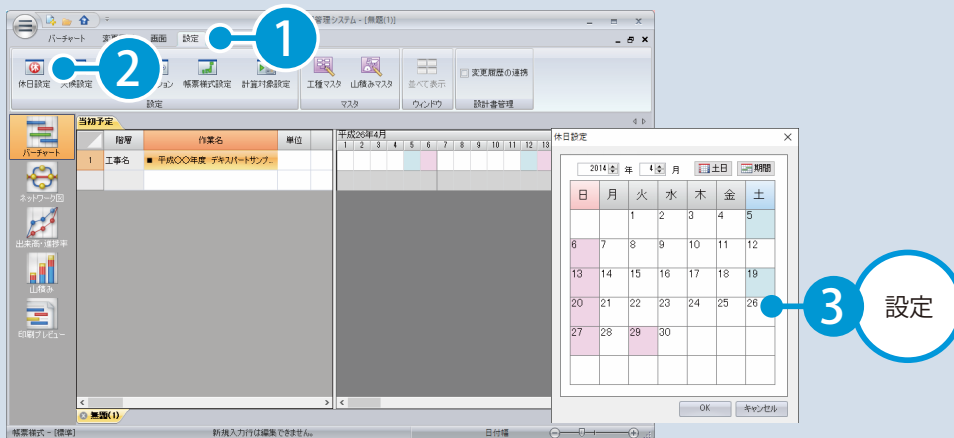 管理システム - [無題(1)]
バーチャート
画面
設定
1
2
休日設定
帳票様式設定
計算対象設定
工種マスタ
山積みマスタ
並べて表示
変更履歴の連携
設定
マスタ
ウィンドウ
設計書管理
当初予定
階層
作業名
単位
平成26年4月
1 2 3 4 5 6 7 8 9 10 11 12 13
1 工事名 ■ 平成〇〇年度 デキスパートサンプ...
バーチャート
ネットワーク図
出来高・進捗率
山積み
印刷プレビュー
休日設定
2014 年 4 月 土日 期間
日 月 火 水 木 金 土
1 2 3 4 5
6 7 8 9 10 11 12
13 14 15 16 17 18 19
20 21 22 23 24 25 26
27 28 29 30
OK キャンセル
3
設定
無題(1)
帳票様式 - [標準]
新規入力行は編集できません。
日付幅